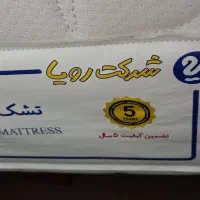 شرکت رویا
تشک
5
YEARS
MATTRESS
تضمین کیفیت ۵ سال